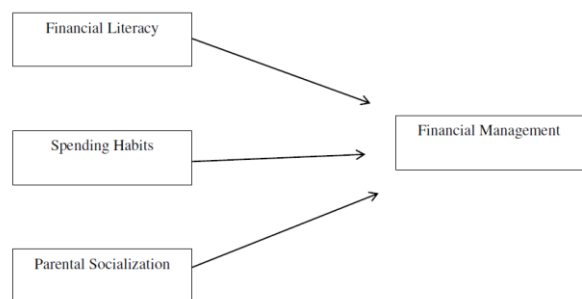 Financial Literacy
Spending Habits
Financial Management
Parental Socialization